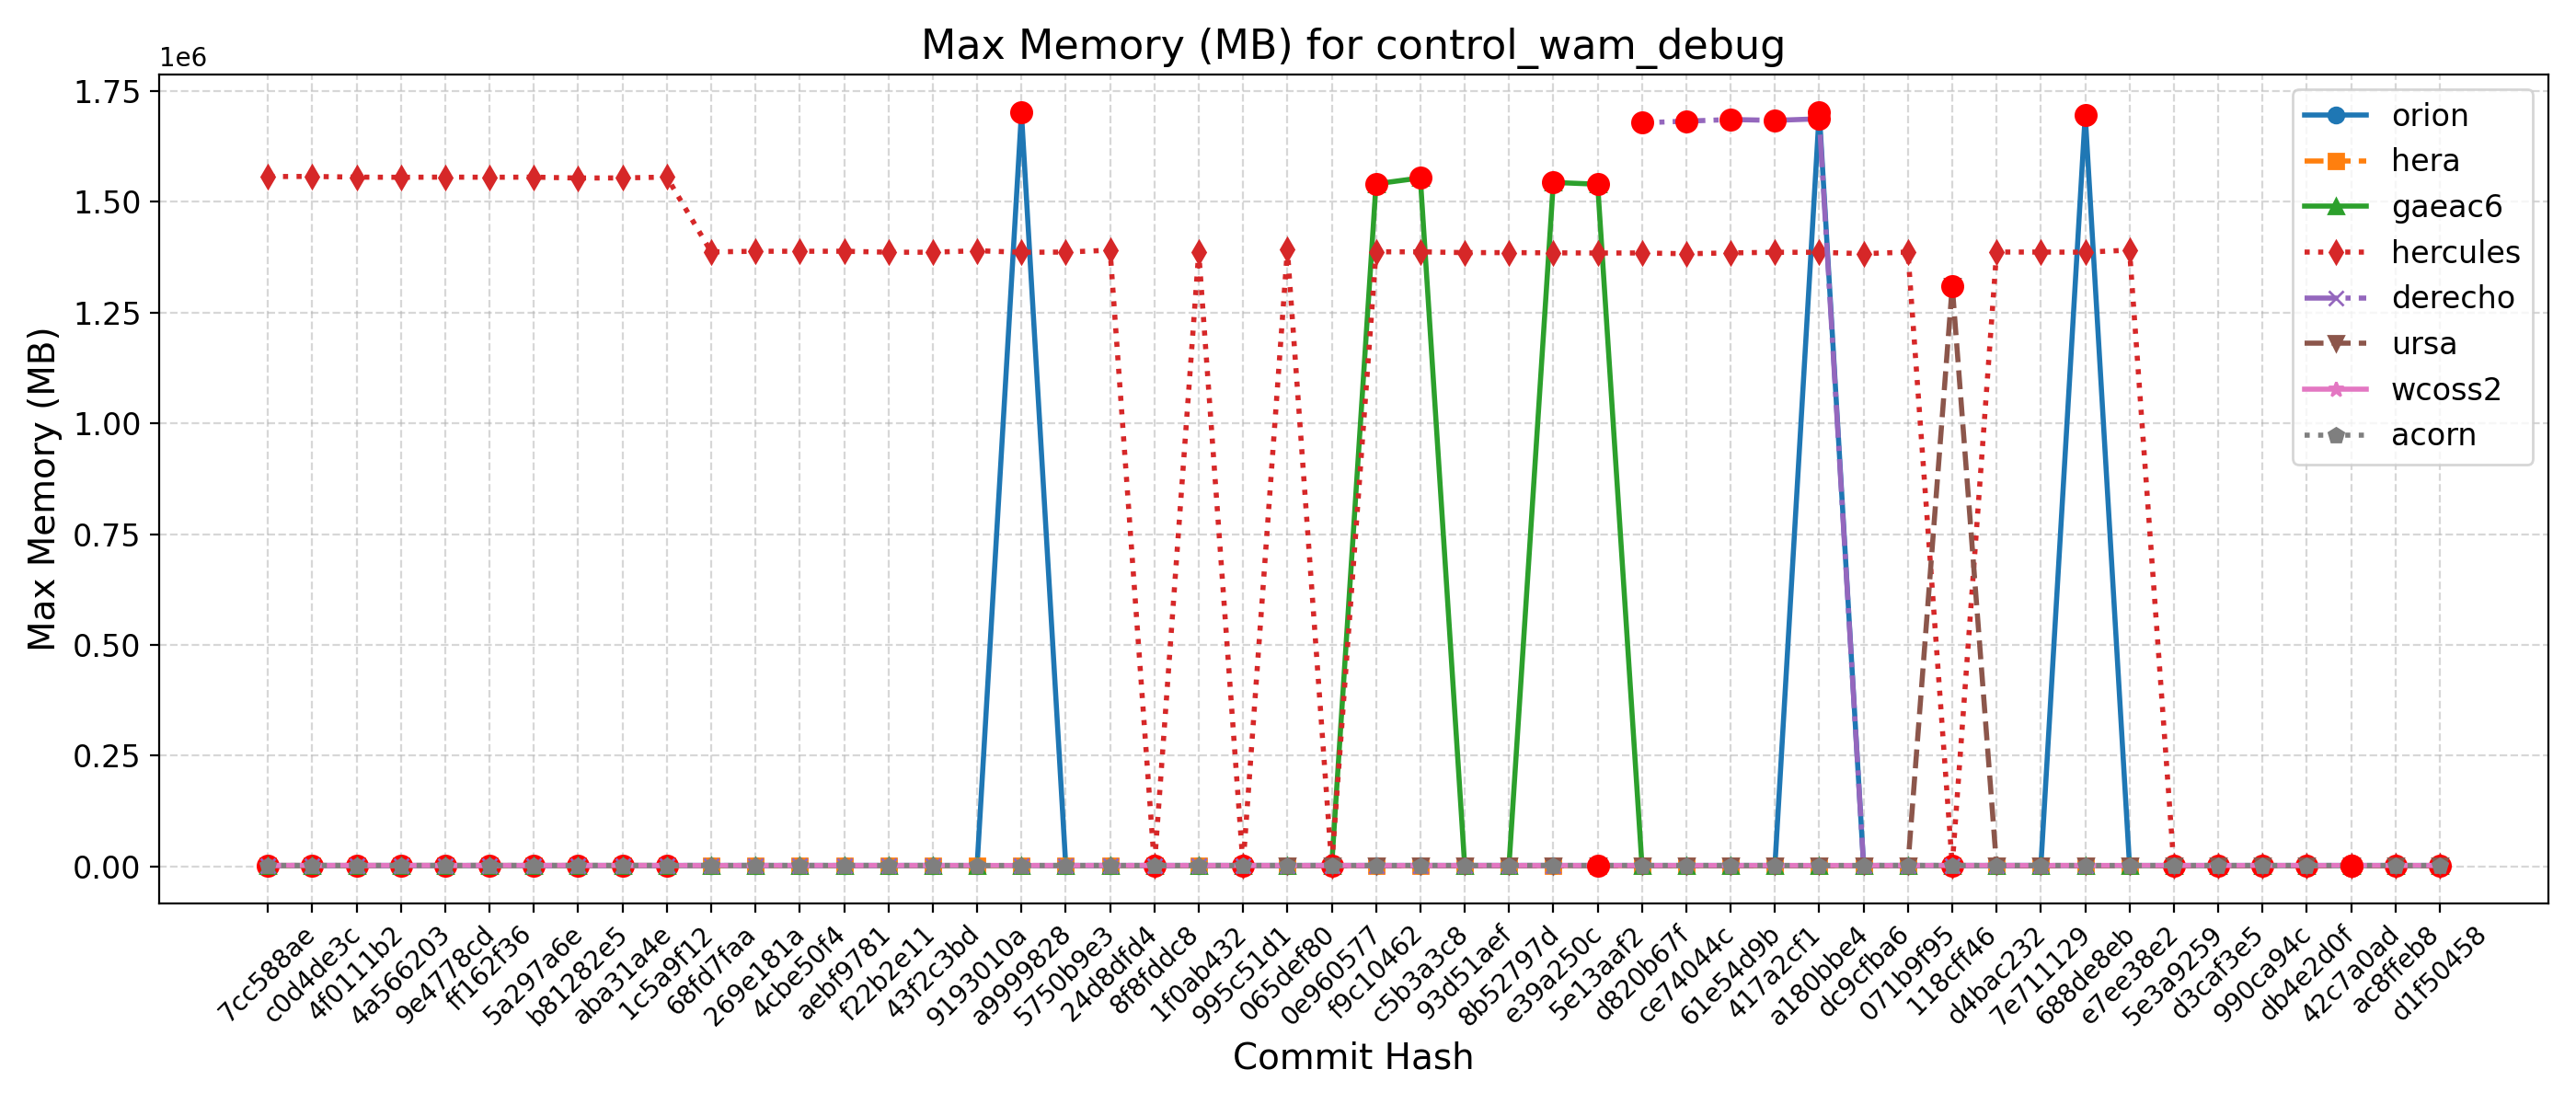 Max Memory (MB) for control_wam_debug
1e6
1.75
1.50
1.25
1.00
0.75
0.50
0.25
0.00
Max Memory (MB)
orion
hera
gaeac6
hercules
derecho
ursa
wcoss2
acorn
7cc588ae
c0d4de3c
4f0111b2
4a566203
9e4778cd
ff162f36
5a297a6e
b81282e5
aba31a4e
1c5a9f12
68fd7faa
269e181a
4cbe50f4
aebf9781
f22b2e11
43f2c3bd
9193010a
a9999828
5750b9e3
24d8dfd4
8f8fddc8
1f0ab432
995c51d1
065def80
0e960577
f9c10462
c5b3a3c8
93d51aef
8b52797d
e39a250c
5e13aaf2
d820b67f
ce74044c
61e54d9b
417a2cf1
a180bbe4
dc9cfba6
071b9f95
118cff46
d4bac232
7e711129
688de8eb
e7ee38e2
5e3a9259
d3caf3e5
990ca94c
db4e2d0f
42c7a0ad
ac8ffeb8
d1f50458
Commit Hash